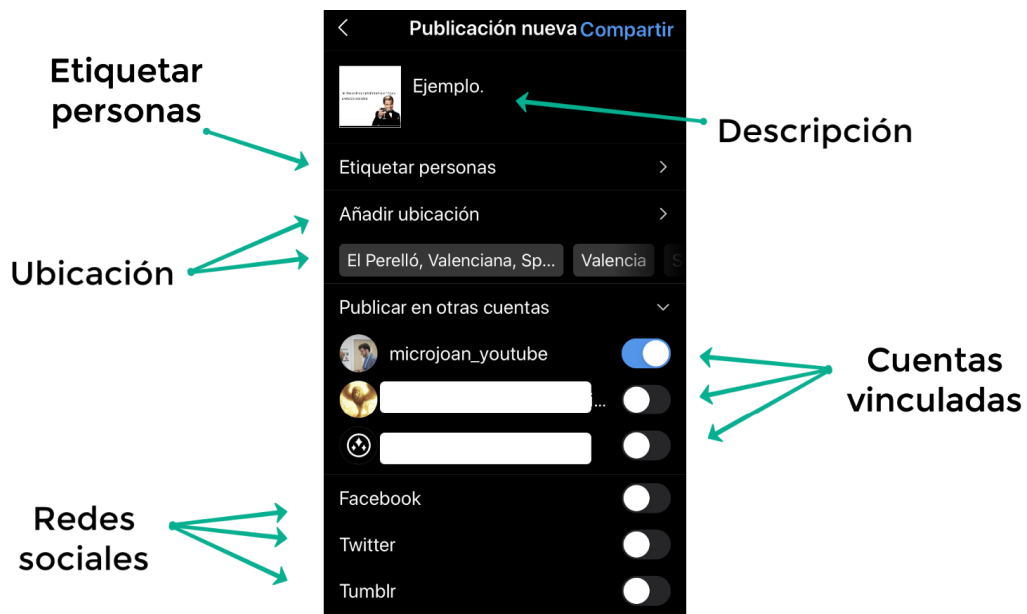 Publicación nueva Compartir
Etiquetar
personas
Ejemplo.
Descripción
Etiquetar personas
Añadir ubicación
Ubicación
El Perelló, Valenciana, Sp... Valencia S
Publicar en otras cuentas
microjoan_youtube
Cuentas
vinculadas
...
Facebook
Redes
sociales
Twitter
Tumblr